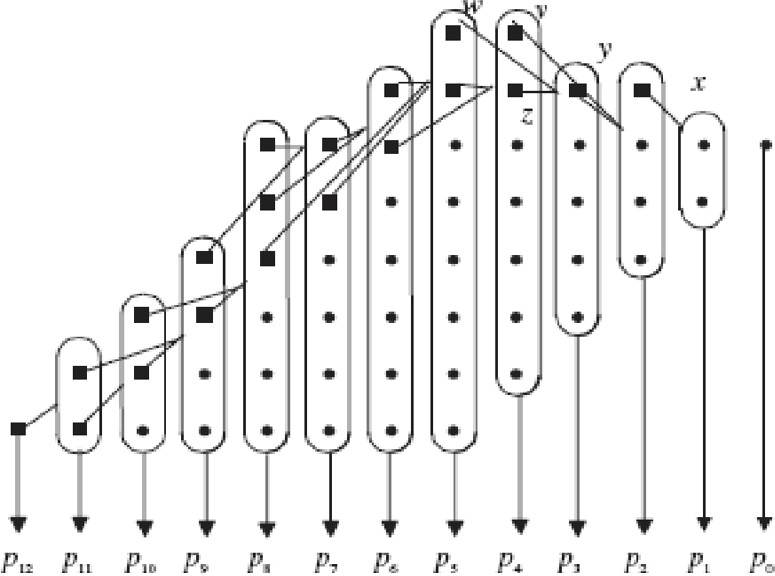 w v
y
x
z
p₁₂ p₁₁ p₁₀ p₉ p₈ p₇ p₆ p₅ p₄ p₃ p₂ p₁ p₀